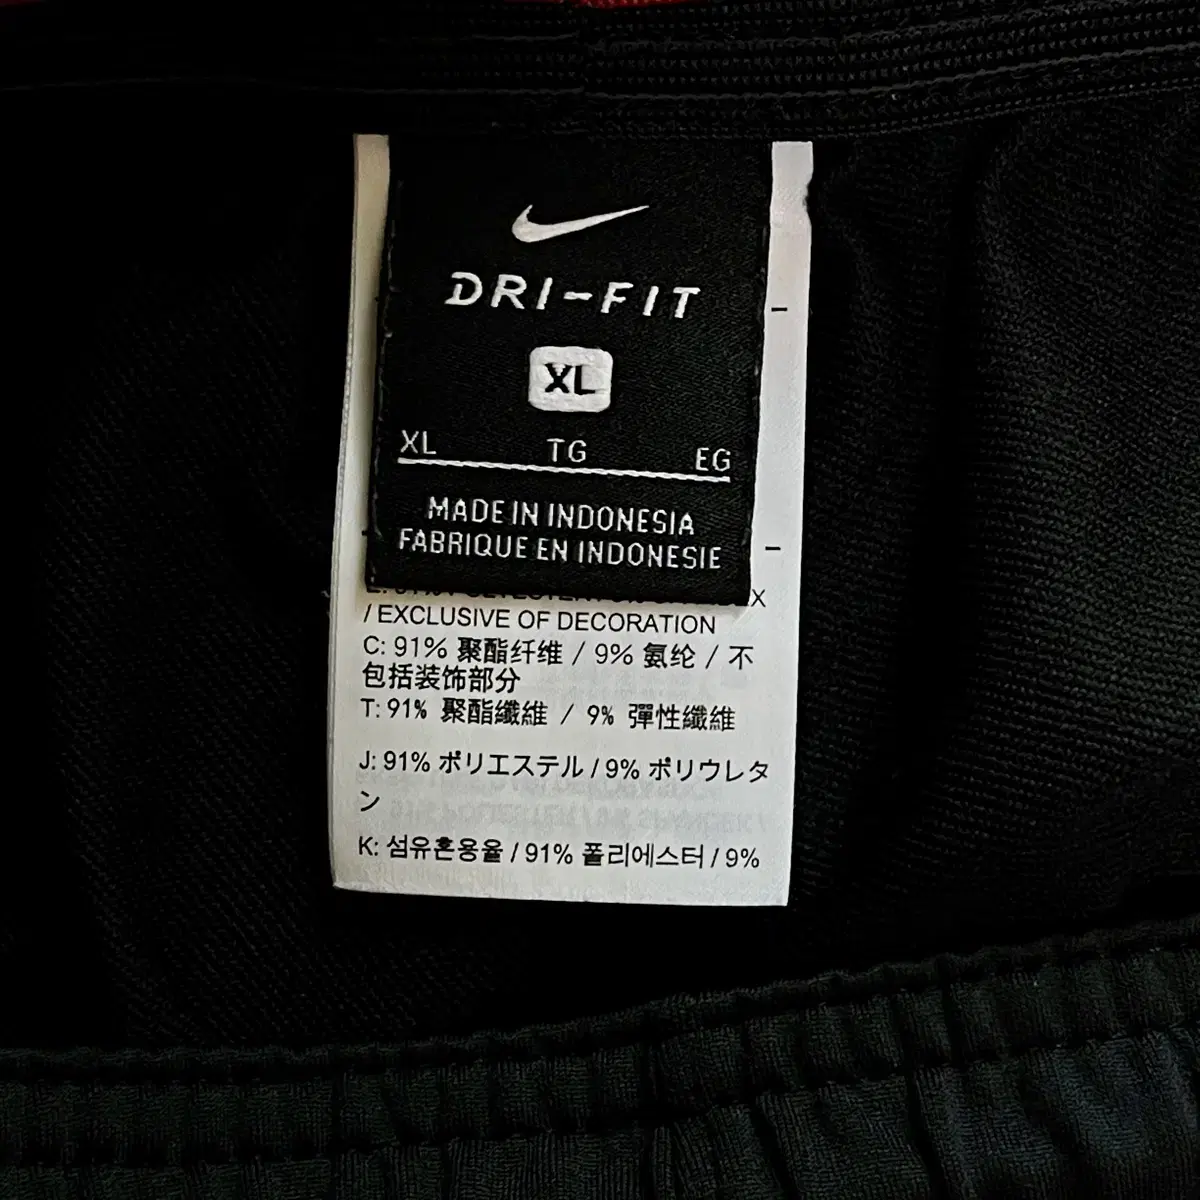 DRI-FIT
XL
XL TG EG
MADE IN INDONESIA
FABRIQUE EN INDONESIE
/ EXCLUSIVE OF DECORATION
C: 91% 聚酯纤维 / 9% 氨纶 / 不
包括装饰部分
T: 91% 聚酯纖維 / 9% 彈性纖維
J: 91% ポリエステル / 9% ポリウレタ
ン
K: 섬유혼용율 / 91% 폴리에스터 / 9%